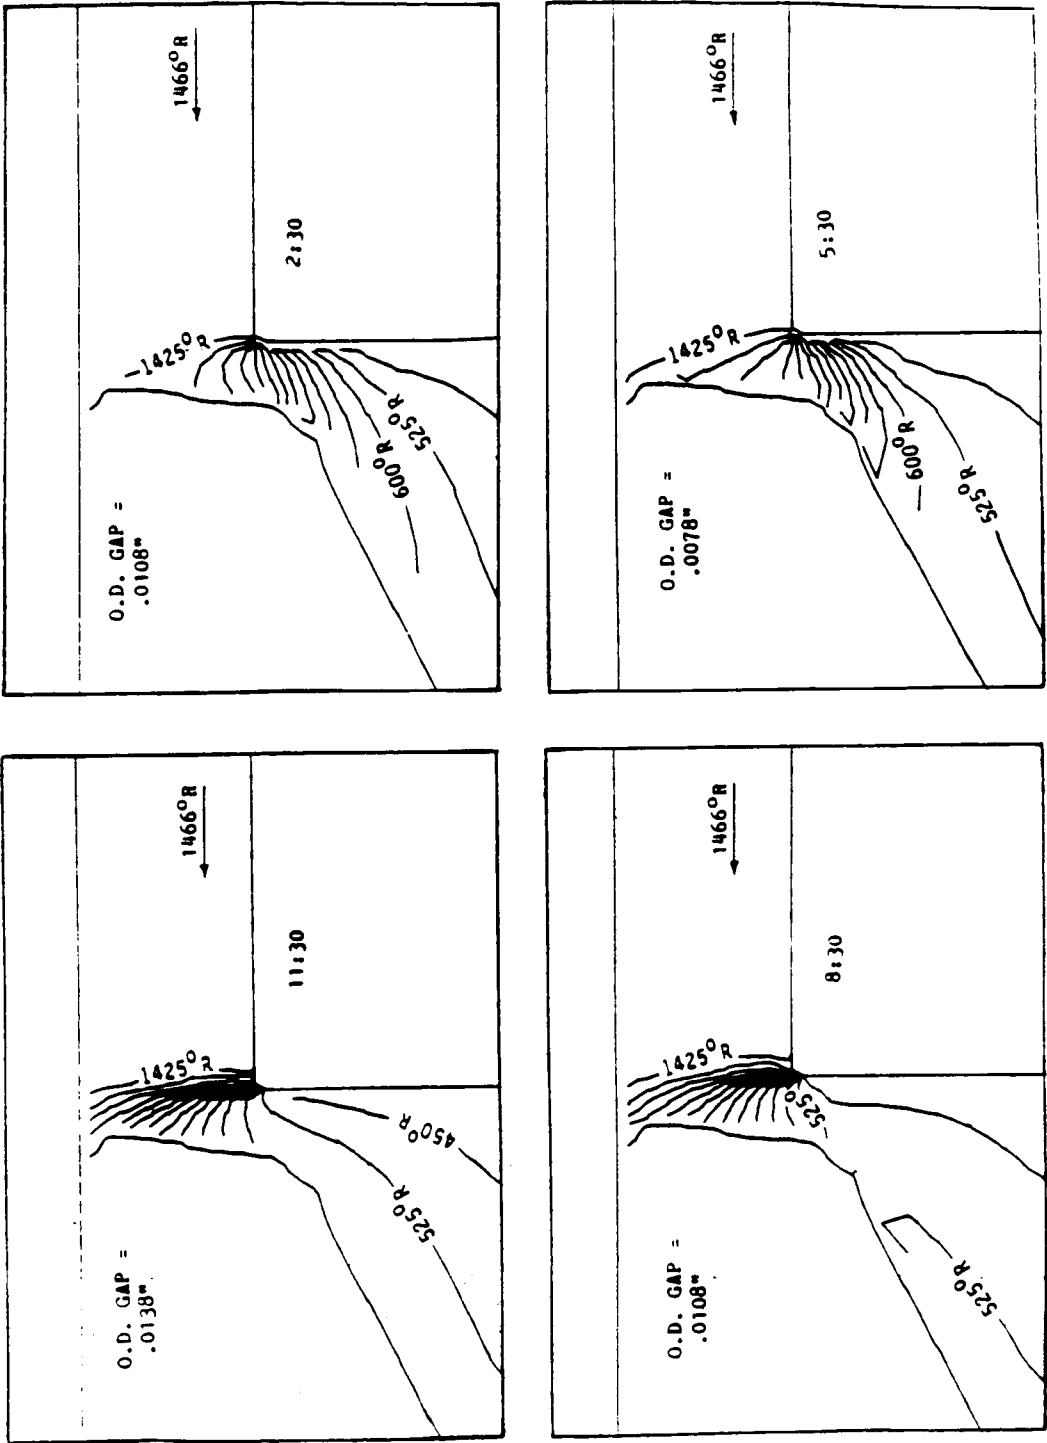 1466°R
2:30
-1425°R
O.D. GAP =
.0108"
600°R
525°R
1466°R
5:30
1425°R
O.D. GAP =
.0078"
600°R
525°R
1466°R
11:30
1425°R
O.D. GAP =
.0138"
450°R
525°R
1466°R
8:30
1425°R
O.D. GAP =
.0108"
525°
525°R